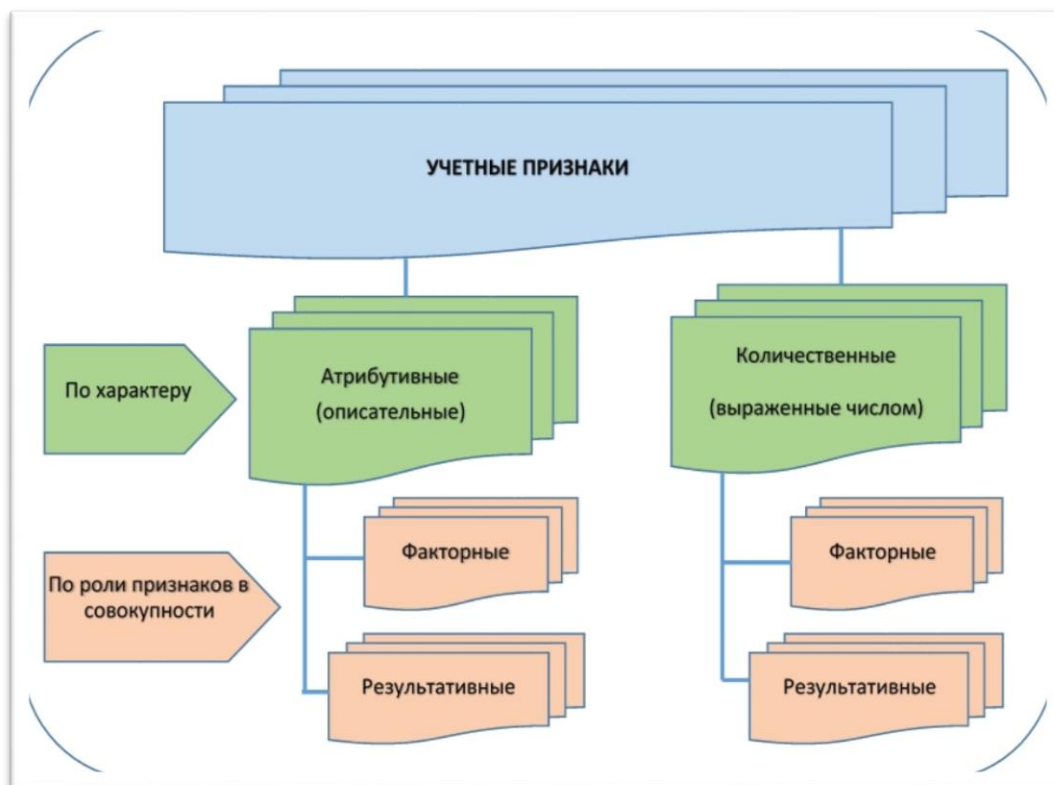 УЧЕТНЫЕ ПРИЗНАКИ
По характеру
Атрибутивные
(описательные)
Количественные
(выраженные числом)
По роли признаков в
совокупности
Факторные
Факторные
Результативные
Результативные